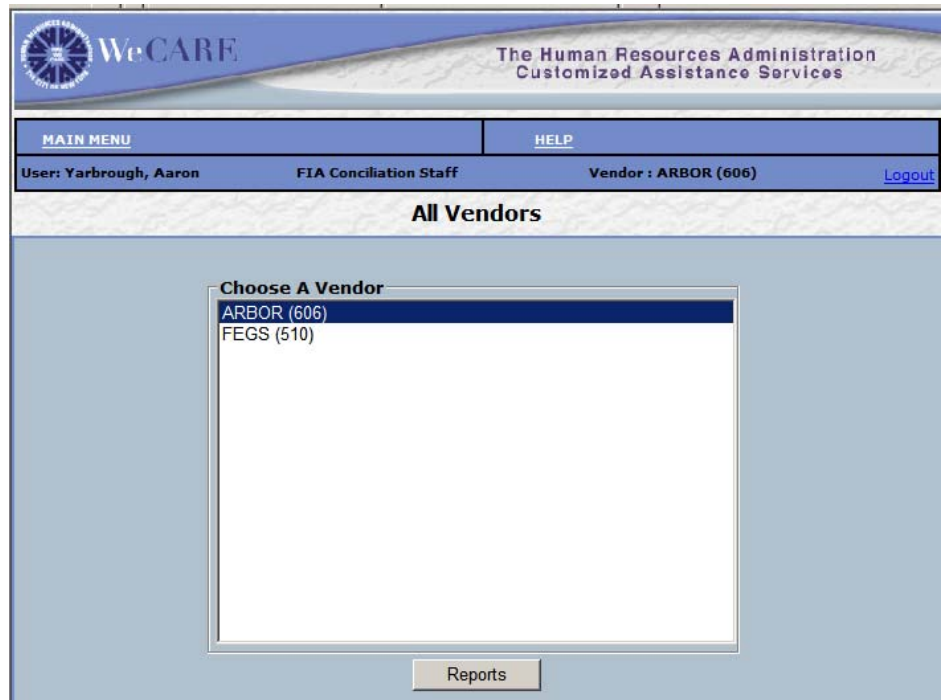 WeCARE
The Human Resources Administration
Customized Assistance Services
MAIN MENU HELP
User: Yarbrough, Aaron FIA Conciliation Staff Vendor : ARBOR (606) Logout
All Vendors
Choose A Vendor
ARBOR (606)
FEGS (510)
Reports